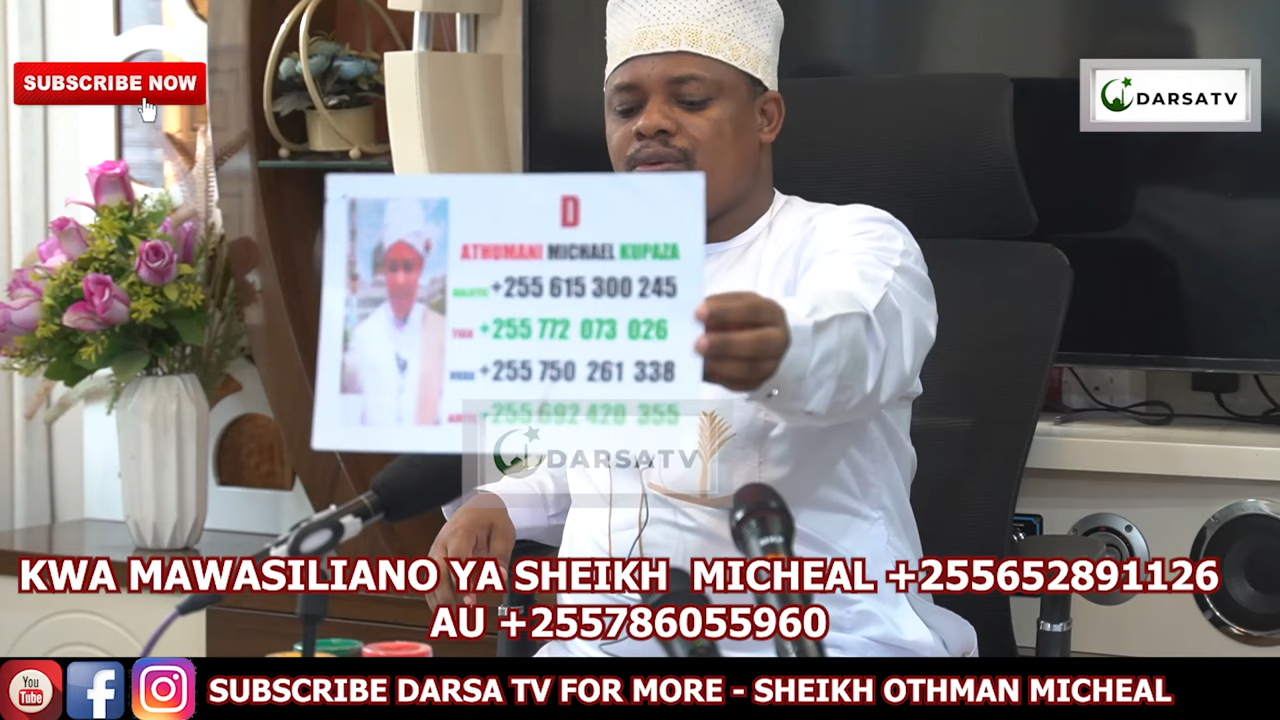 SUBSCRIBE NOW
DARSATV
D
ATHUMANI MICHAEL KUPAZA
+255 615 300 245
+255 772 073 026
+255 750 261 338
+255 692 420 355
DARSATV
KWA MAWASILIANO YA SHEIKH MICHEAL +255652891126
AU +255786055960
You
Tube
SUBSCRIBE DARSA TV FOR MORE - SHEIKH OTHMAN MICHEAL